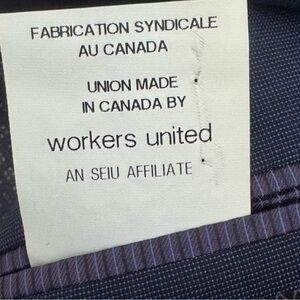 FABRICATION SYNDICALE
AU CANADA
UNION MADE
IN CANADA BY
workers united
AN SEIU AFFILIATE